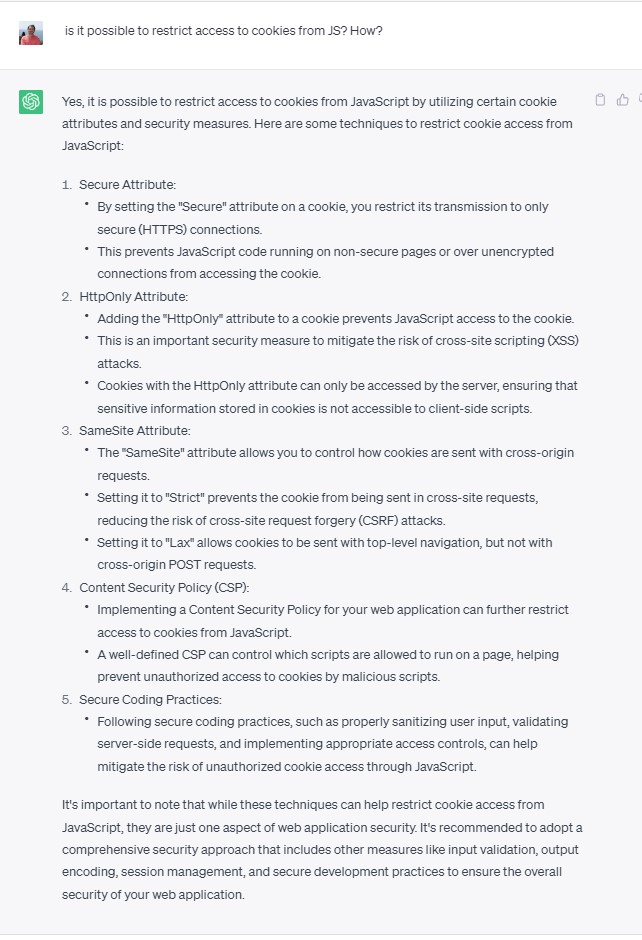 is it possible to restrict access to cookies from JS? How?
Yes, it is possible to restrict access to cookies from JavaScript by utilizing certain cookie
attributes and security measures. Here are some techniques to restrict cookie access from
JavaScript:
1. Secure Attribute:
• By setting the "Secure" attribute on a cookie, you restrict its transmission to only
secure (HTTPS) connections.
• This prevents JavaScript code running on non-secure pages or over unencrypted
connections from accessing the cookie.
2. HttpOnly Attribute:
• Adding the "HttpOnly" attribute to a cookie prevents JavaScript access to the cookie.
• This is an important security measure to mitigate the risk of cross-site scripting (XSS)
attacks.
• Cookies with the HttpOnly attribute can only be accessed by the server, ensuring that
sensitive information stored in cookies is not accessible to client-side scripts.
3. SameSite Attribute:
• The "SameSite" attribute allows you to control how cookies are sent with cross-origin
requests.
• Setting it to "Strict" prevents the cookie from being sent in cross-site requests,
reducing the risk of cross-site request forgery (CSRF) attacks.
• Setting it to "Lax" allows cookies to be sent with top-level navigation, but not with
cross-origin POST requests.
4. Content Security Policy (CSP):
• Implementing a Content Security Policy for your web application can further restrict
access to cookies from JavaScript.
• A well-defined CSP can control which scripts are allowed to run on a page, helping
prevent unauthorized access to cookies by malicious scripts.
5. Secure Coding Practices:
• Following secure coding practices, such as properly sanitizing user input, validating
server-side requests, and implementing appropriate access controls, can help
mitigate the risk of unauthorized cookie access through JavaScript.
It's important to note that while these techniques can help restrict cookie access from
JavaScript, they are just one aspect of web application security. It's recommended to adopt a
comprehensive security approach that includes other measures like input validation, output
encoding, session management, and secure development practices to ensure the overall
security of your web application.